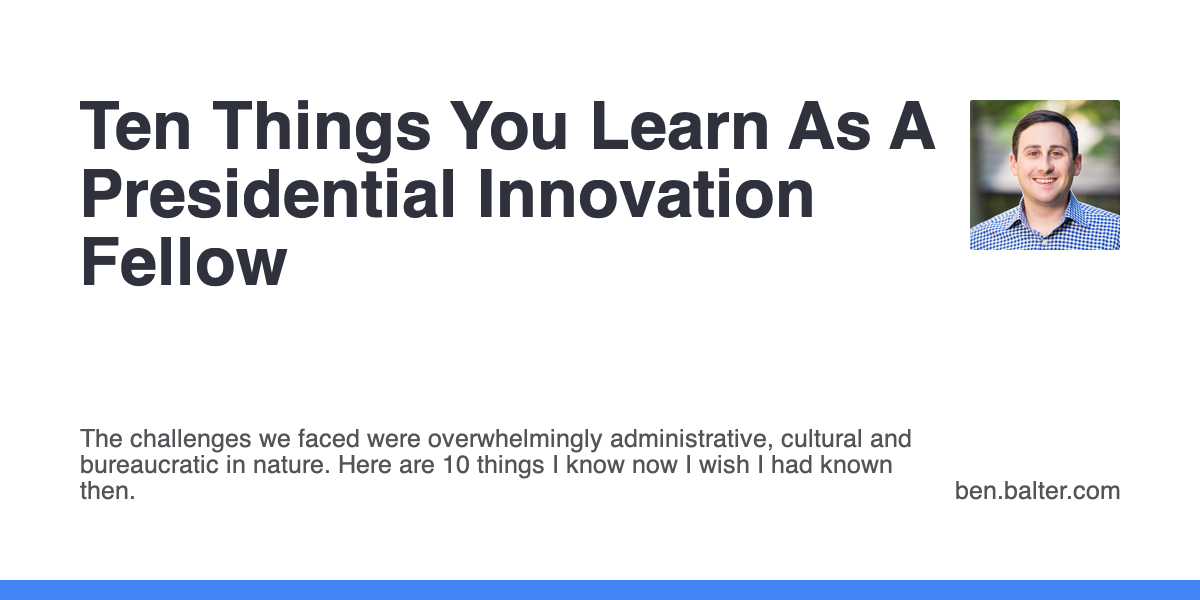 Ten Things You Learn As A
Presidential Innovation
Fellow
The challenges we faced were overwhelmingly administrative, cultural and
bureaucratic in nature. Here are 10 things I know now I wish I had known
then.
ben.balter.com